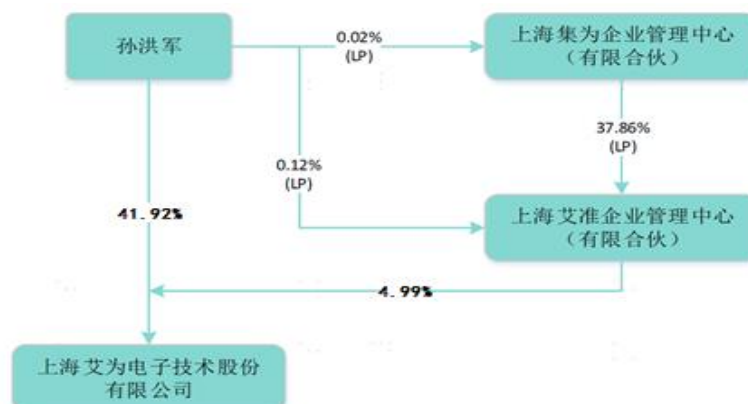 孙洪军
0.02%
(LP)
上海集为企业管理中心
（有限合伙）
37.86%
(LP)
0.12%
(LP)
41.92%
上海艾准企业管理中心
（有限合伙）
4.99%
上海艾为电子技术股份
有限公司